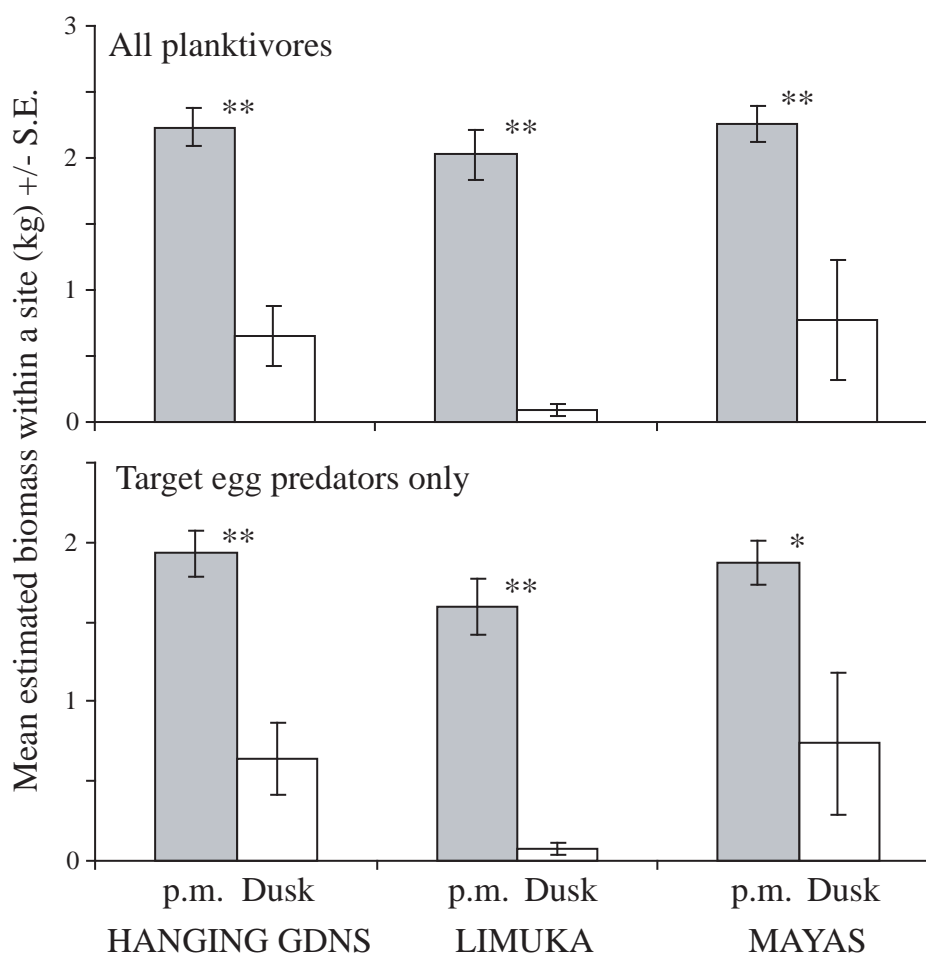 Mean estimated biomass within a site (kg) +/- S.E.
All planktivores
3
2
1
0
** ** **
Target egg predators only
2
1
0
** ** *
p.m. Dusk p.m. Dusk p.m. Dusk
HANGING GDNS LIMUKA MAYAS